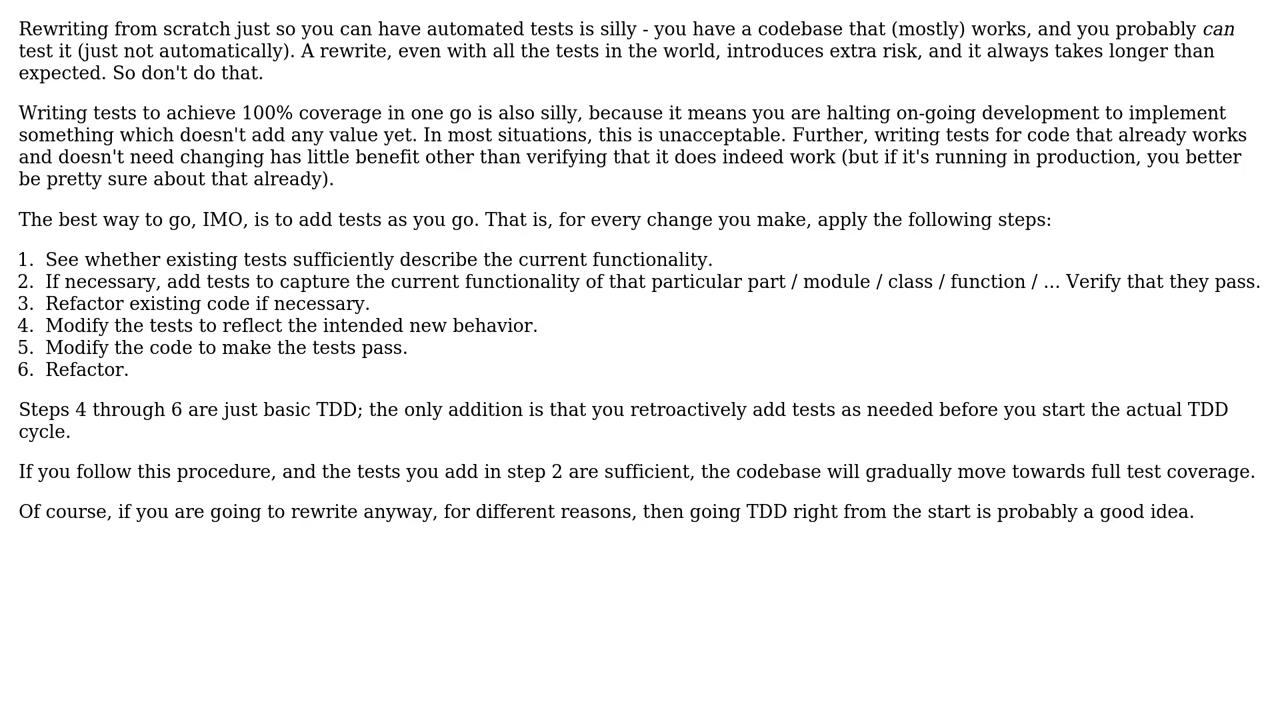 Rewriting from scratch just so you can have automated tests is silly - you have a codebase that (mostly) works, and you probably can
test it (just not automatically). A rewrite, even with all the tests in the world, introduces extra risk, and it always takes longer than
expected. So don't do that.
Writing tests to achieve 100% coverage in one go is also silly, because it means you are halting on-going development to implement
something which doesn't add any value yet. In most situations, this is unacceptable. Further, writing tests for code that already works
and doesn't need changing has little benefit other than verifying that it does indeed work (but if it's running in production, you better
be pretty sure about that already).
The best way to go, IMO, is to add tests as you go. That is, for every change you make, apply the following steps:
1. See whether existing tests sufficiently describe the current functionality.
2. If necessary, add tests to capture the current functionality of that particular part / module / class / function / ... Verify that they pass.
3. Refactor existing code if necessary.
4. Modify the tests to reflect the intended new behavior.
5. Modify the code to make the tests pass.
6. Refactor.
Steps 4 through 6 are just basic TDD; the only addition is that you retroactively add tests as needed before you start the actual TDD
cycle.
If you follow this procedure, and the tests you add in step 2 are sufficient, the codebase will gradually move towards full test coverage.
Of course, if you are going to rewrite anyway, for different reasons, then going TDD right from the start is probably a good idea.